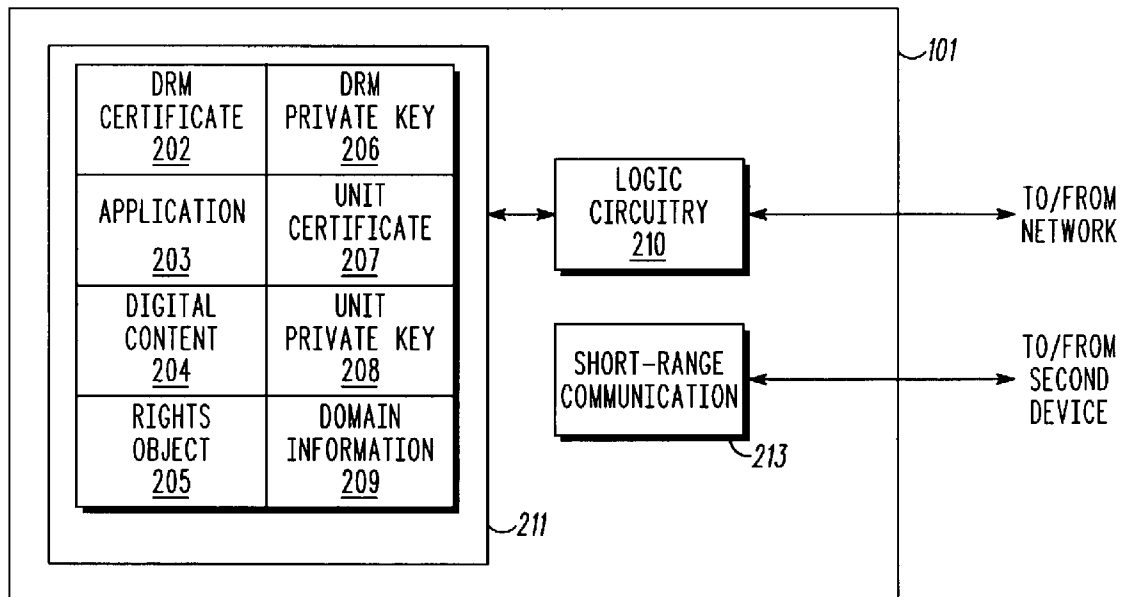 DRM
CERTIFICATE
202
DRM
PRIVATE KEY
206
APPLICATION
203
UNIT
CERTIFICATE
207
DIGITAL
CONTENT
204
UNIT
PRIVATE KEY
208
RIGHTS
OBJECT
205
DOMAIN
INFORMATION
209
211
LOGIC
CIRCUITRY
210
SHORT-RANGE
COMMUNICATION
213
101
TO/FROM
NETWORK
TO/FROM
SECOND
DEVICE